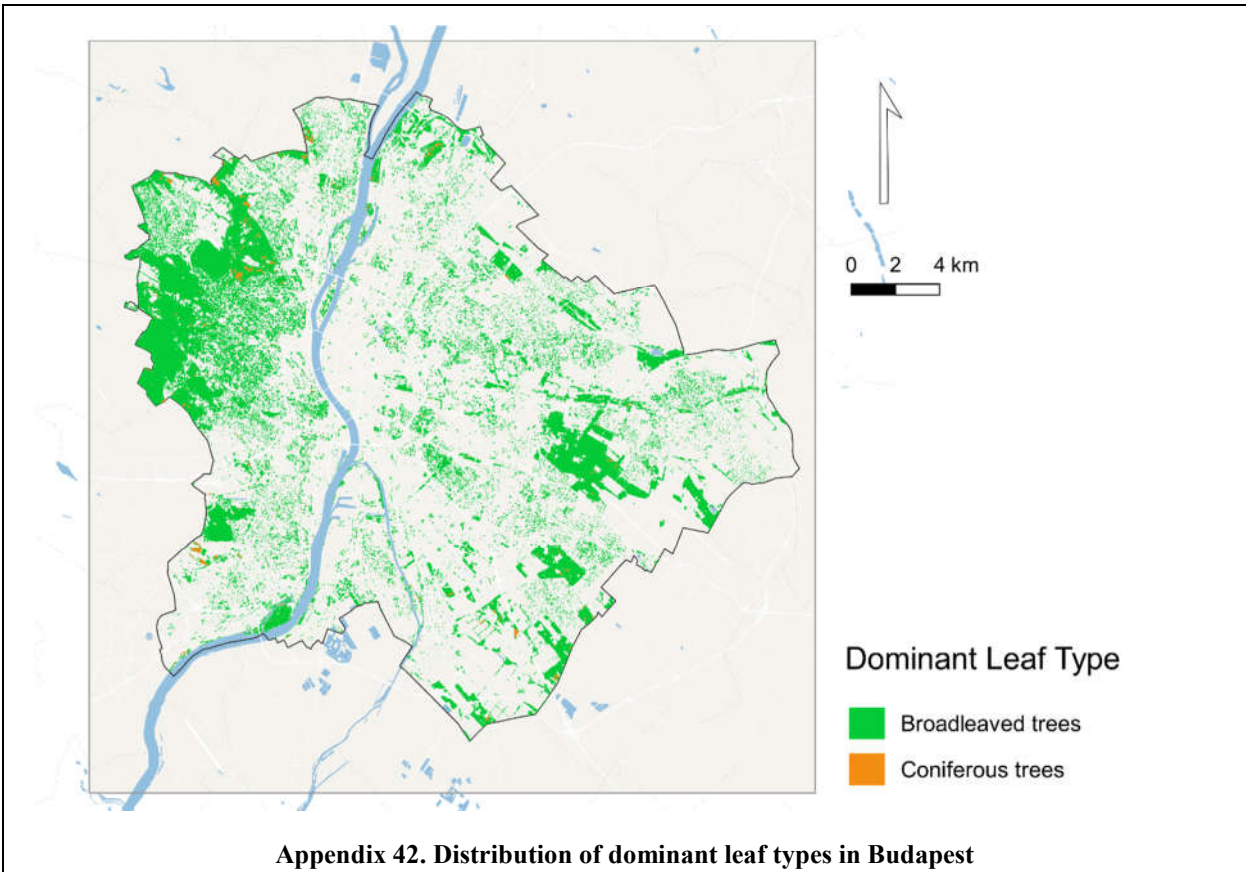 0 2 4 km
Dominant Leaf Type
Broadleaved trees
Coniferous trees
Appendix 42. Distribution of dominant leaf types in Budapest